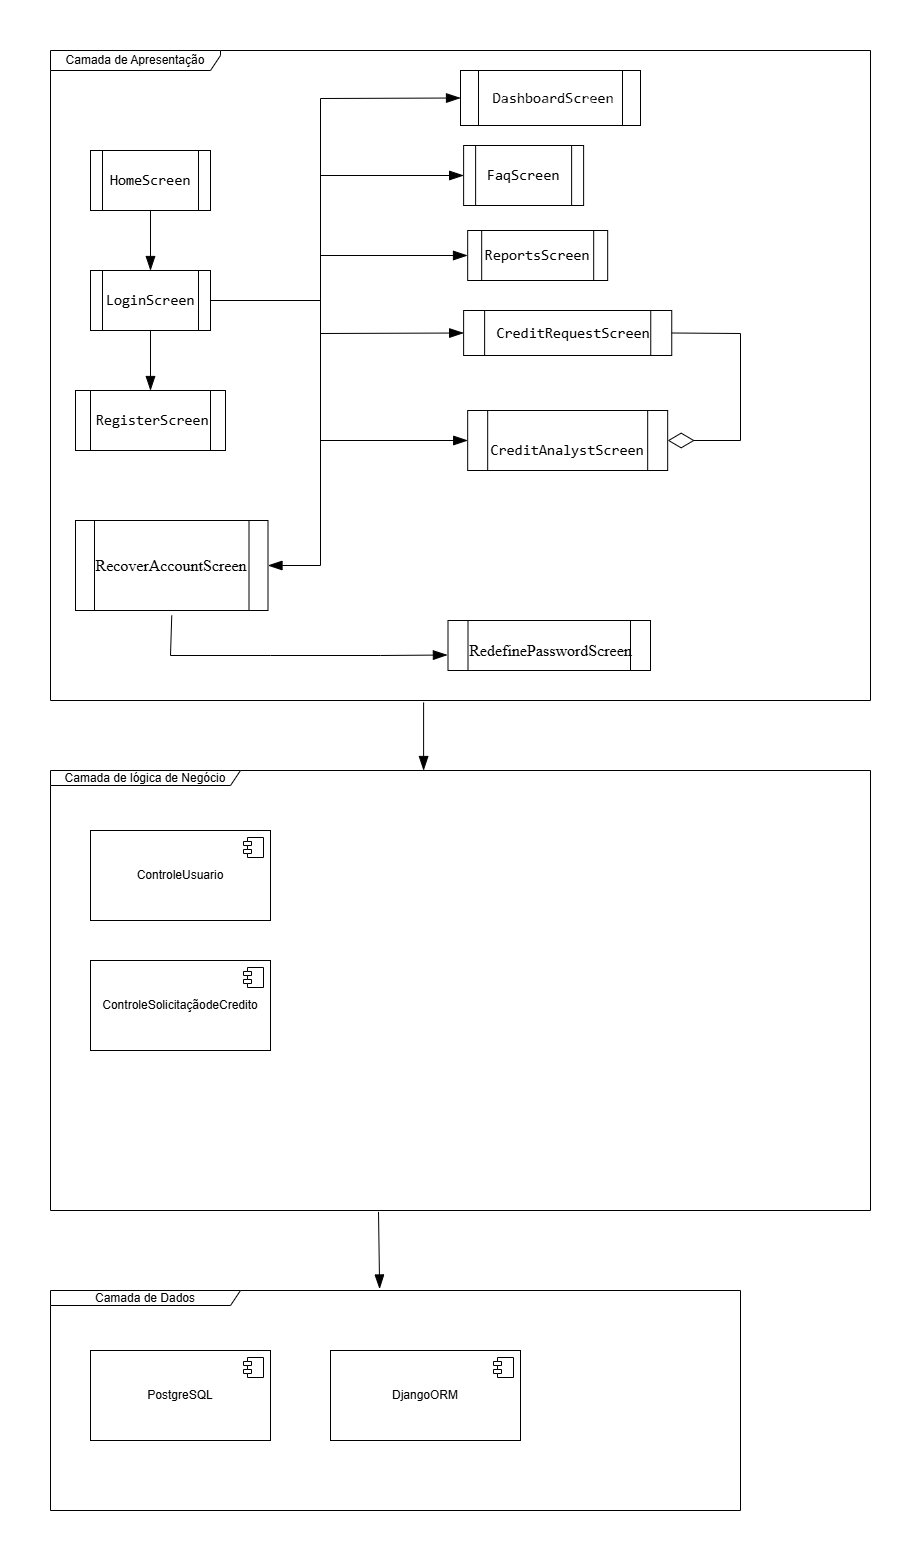 Camada de Apresentação
DashboardScreen
HomeScreen
FaqScreen
ReportsScreen
LoginScreen
CreditRequestScreen
RegisterScreen
CreditAnalystScreen
RecoverAccountScreen
RedefinePasswordScreen
Camada de lógica de Negócio
ControleUsuario
ControleSolicitaçãodeCredito
Camada de Dados
PostgreSQL
DjangoORM